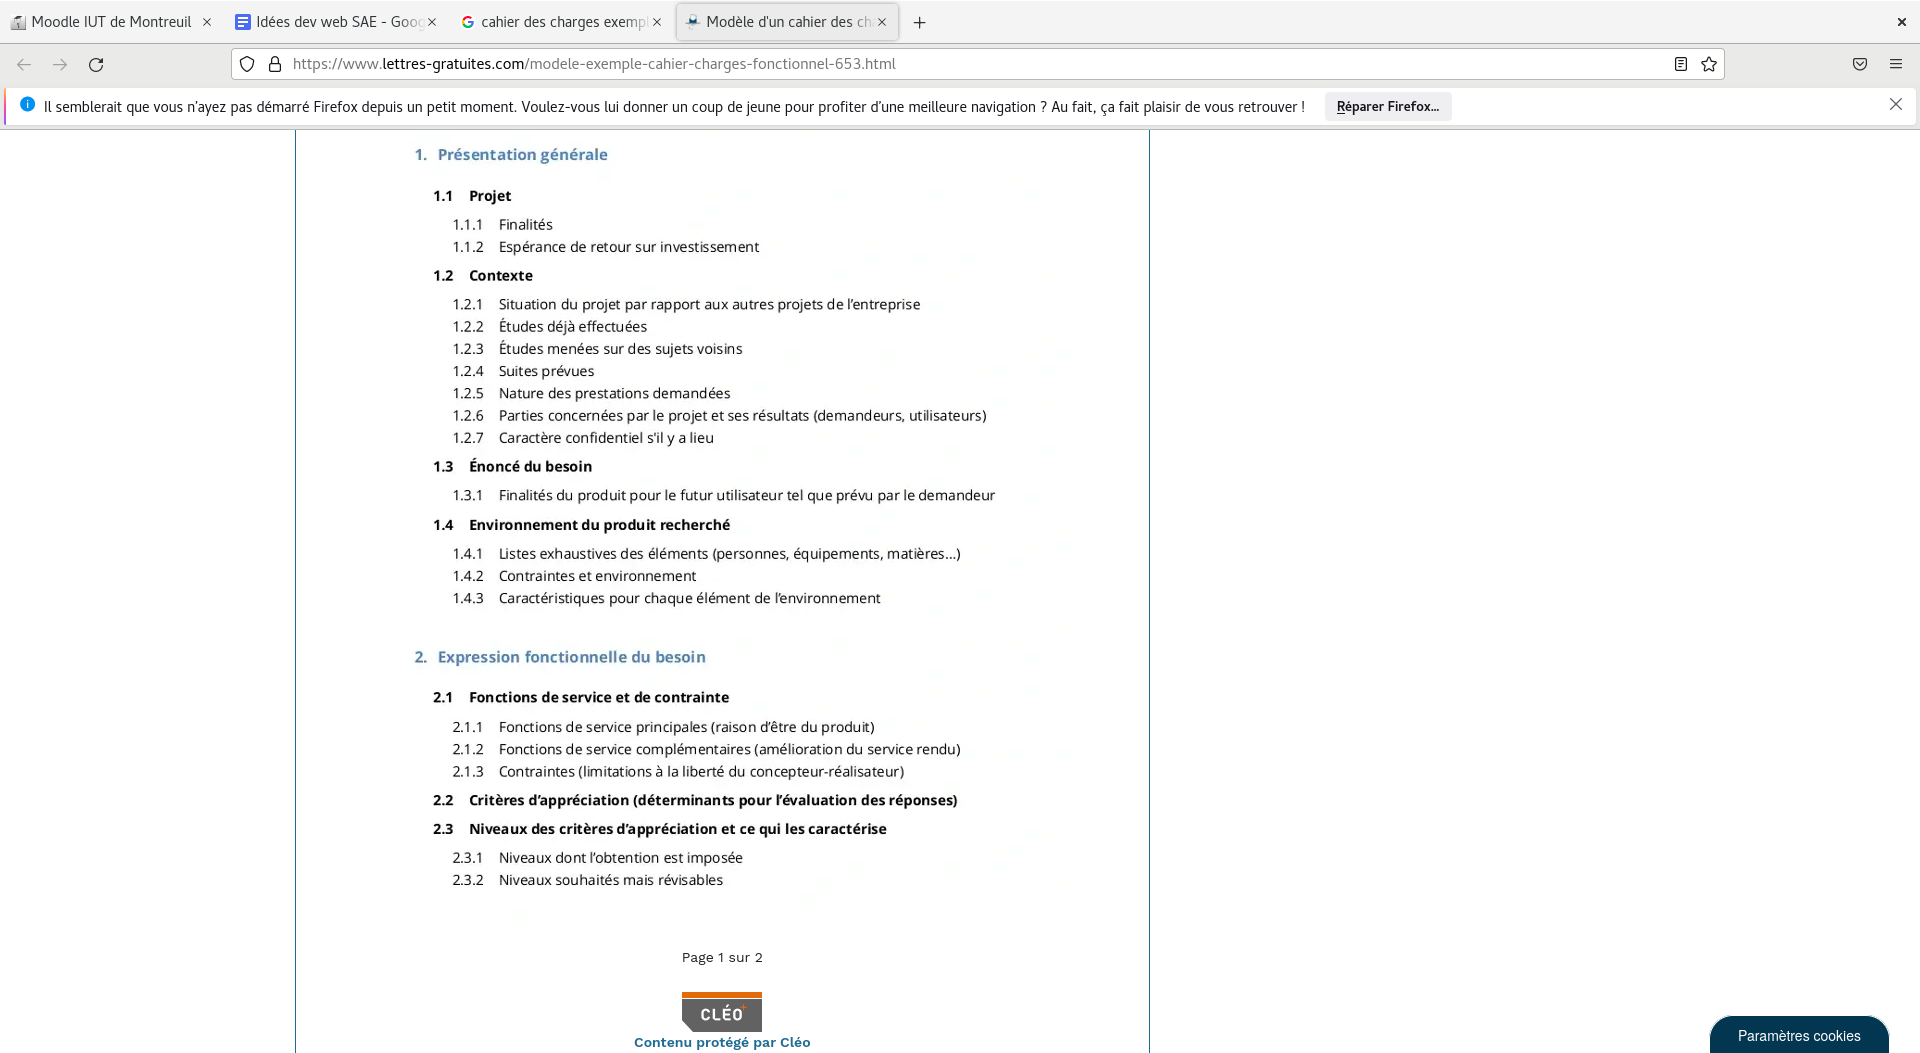 Moodle IUT de Montreuil
Idées dev web SAE - Goog
cahier des charges exempl
Modèle d'un cahier des cha
https://www.lettres-gratuites.com/modele-exemple-cahier-charges-fonctionnel-653.html
Il semblerait que vous n'ayez pas démarré Firefox depuis un petit moment. Voulez-vous lui donner un coup de jeune pour profiter d'une meilleure navigation ? Au fait, ça fait plaisir de vous retrouver !
Réparer Firefox...
1. Présentation générale
1.1 Projet
1.1.1 Finalités
1.1.2 Espérance de retour sur investissement
1.2 Contexte
1.2.1 Situation du projet par rapport aux autres projets de l'entreprise
1.2.2 Études déjà effectuées
1.2.3 Études menées sur des sujets voisins
1.2.4 Suites prévues
1.2.5 Nature des prestations demandées
1.2.6 Parties concernées par le projet et ses résultats (demandeurs, utilisateurs)
1.2.7 Caractère confidentiel s'il y a lieu
1.3 Énoncé du besoin
1.3.1 Finalités du produit pour le futur utilisateur tel que prévu par le demandeur
1.4 Environnement du produit recherché
1.4.1 Listes exhaustives des éléments (personnes, équipements, matières...)
1.4.2 Contraintes et environnement
1.4.3 Caractéristiques pour chaque élément de l'environnement
2. Expression fonctionnelle du besoin
2.1 Fonctions de service et de contrainte
2.1.1 Fonctions de service principales (raison d'être du produit)
2.1.2 Fonctions de service complémentaires (amélioration du service rendu)
2.1.3 Contraintes (limitations à la liberté du concepteur-réalisateur)
2.2 Critères d'appréciation (déterminants pour l'évaluation des réponses)
2.3 Niveaux des critères d'appréciation et ce qui les caractérise
2.3.1 Niveaux dont l'obtention est imposée
2.3.2 Niveaux souhaités mais révisables
Page 1 sur 2
CLÉO+
Contenu protégé par Cléo
Paramètres cookies